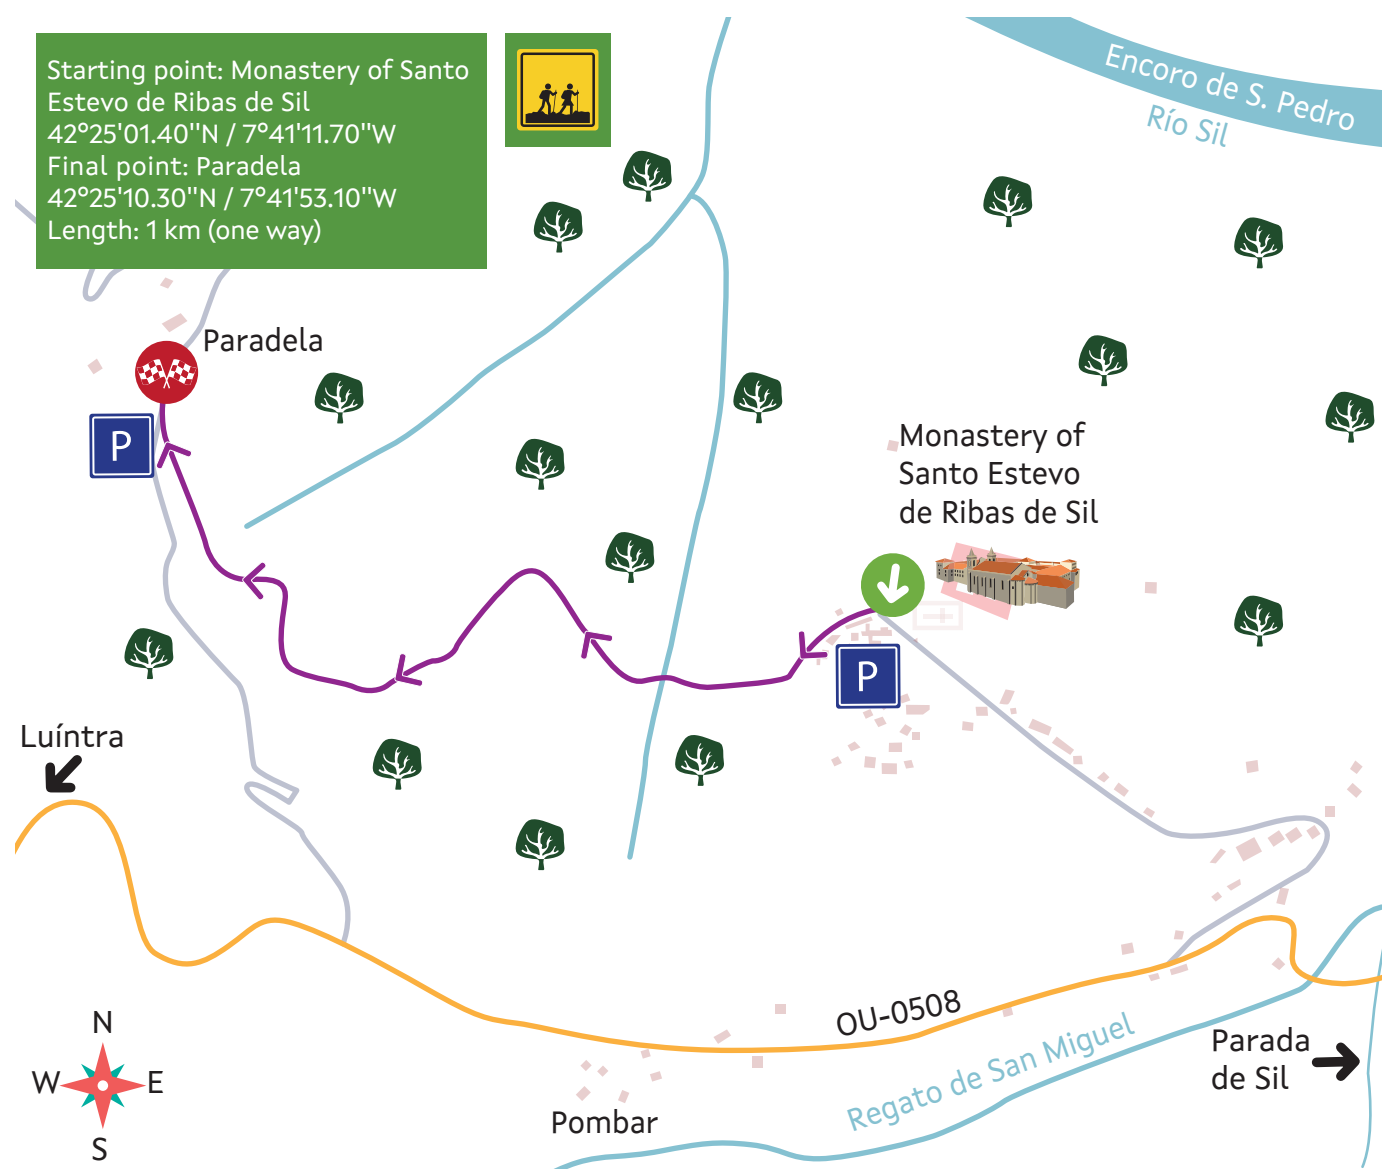 Starting point: Monastery of Santo
Estevo de Ribas de Sil
42°25'01.40"N / 7°41'11.70"W
Final point: Paradela
42°25'10.30"N / 7°41'53.10"W
Length: 1 km (one way)
Encoro de S. Pedro
Río Sil
Paradela
P
Monastery of
Santo Estevo
de Ribas de Sil
P
Luíntra
OU-0508
Regato de San Miguel
Parada
de Sil
Pombar
N
W E
S